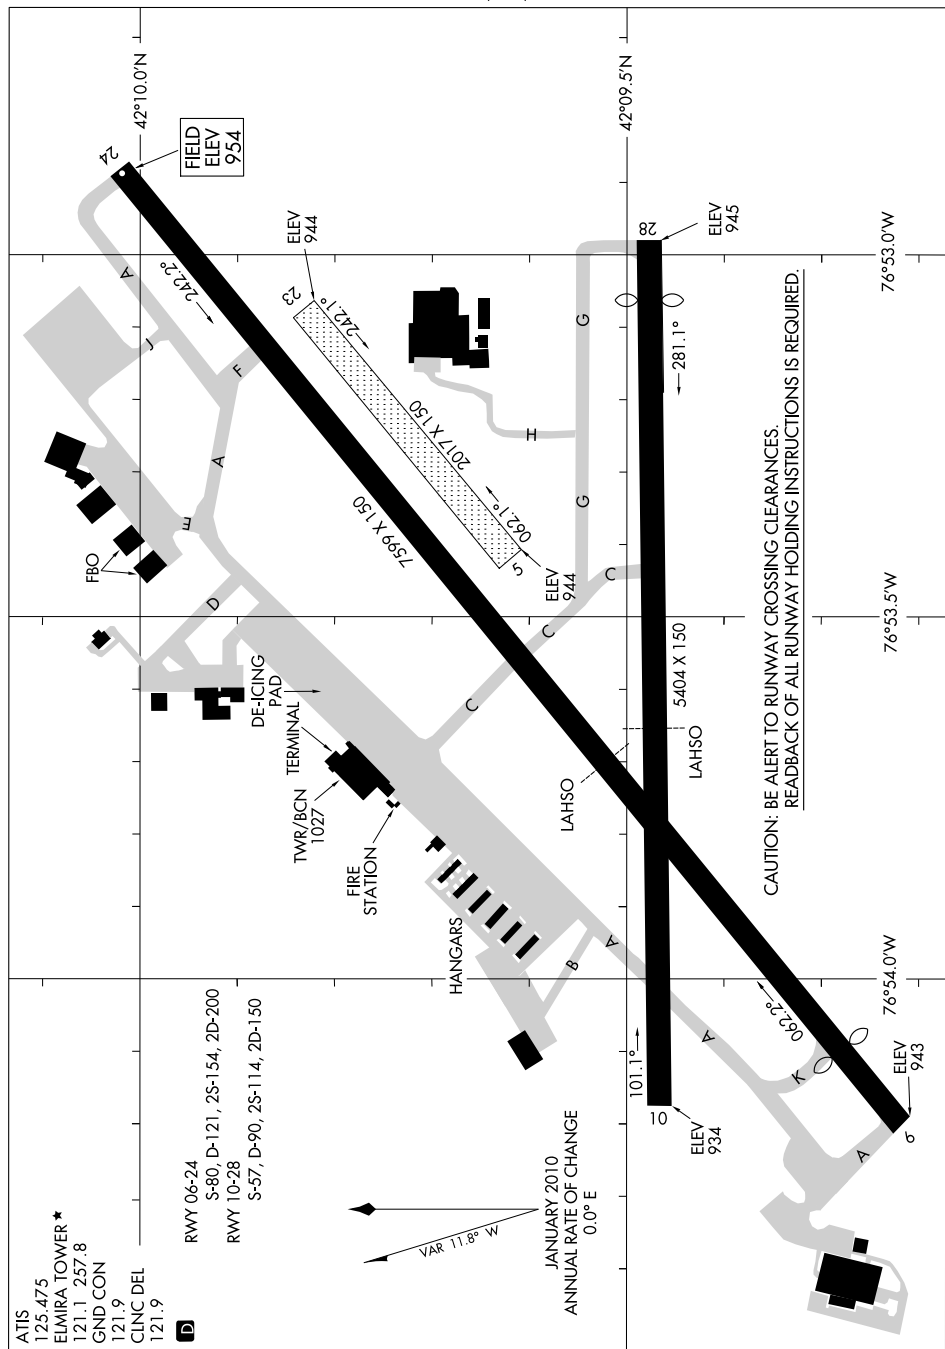 ATIS
125.475
ELMIRA TOWER★
121.1 257.8
GND CON
121.9
CLNC DEL
121.9
D
RWY 06-24
S-80, D-121, 2S-154, 2D-200
RWY 10-28
S-57, D-90, 2S-114, 2D-150
VAR 11.8° W
JANUARY 2010
ANNUAL RATE OF CHANGE
0.0° E
HANGARS
FIRE
STATION
TWR/BCN
1027
TERMINAL
DE-ICING
PAD
FBO
D
E
A
F
J
A
24
42°10.0'N
FIELD
ELEV
954
242.2°
ELEV
944
23
242.1°
2017 X 150
062.1°
5
ELEV
944
7599 X 150
H
G
G
C
C
C
42°09.5'N
28
ELEV
945
281.1°
5404 X 150
LAHSO
LAHSO
B
A
A
K
A
101.1°
10
ELEV
934
062.2°
6
ELEV
943
76°53.0'W
76°53.5'W
76°54.0'W
CAUTION: BE ALERT TO RUNWAY CROSSING CLEARANCES.
READBACK OF ALL RUNWAY HOLDING INSTRUCTIONS IS REQUIRED.